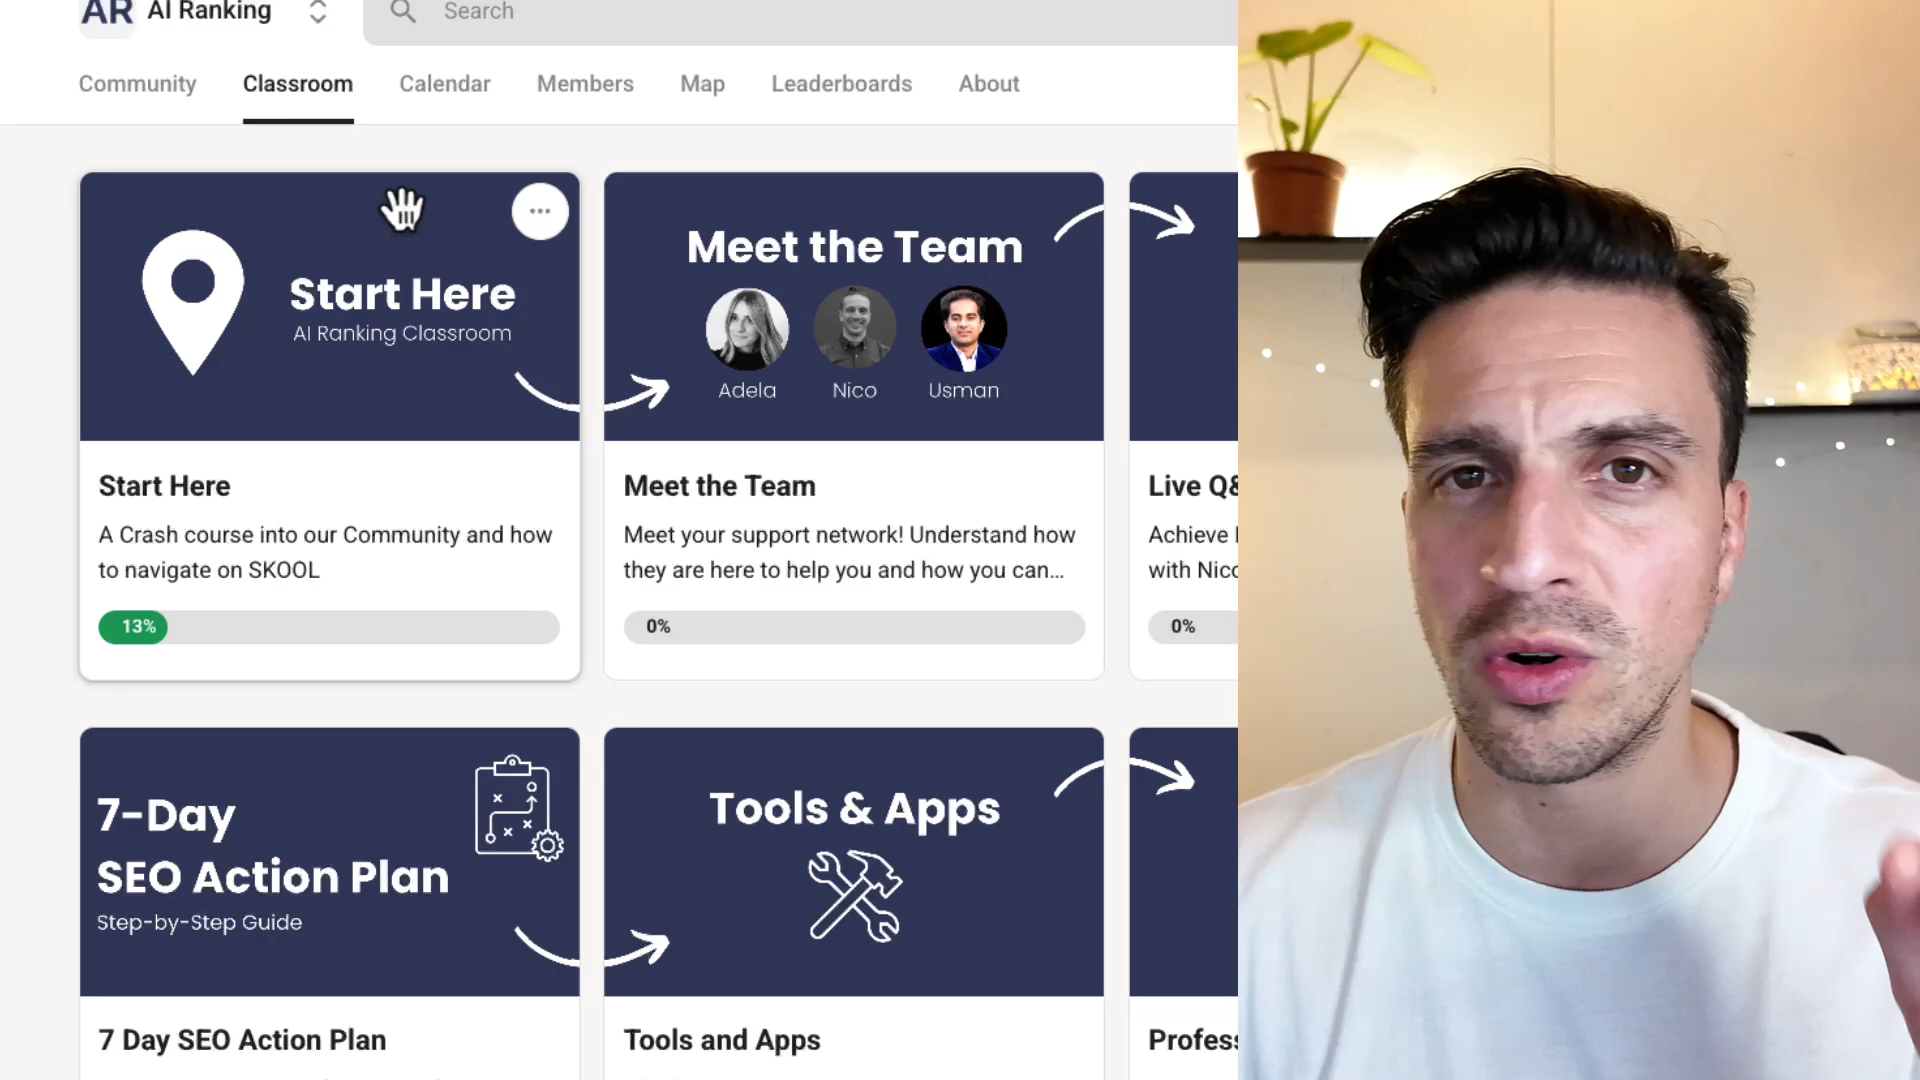 AR AI Ranking
Search
Community Classroom Calendar Members Map Leaderboards About
Start Here
AI Ranking Classroom
Meet the Team
Adela Nico Usman
Start Here
A Crash course into our Community and how
to navigate on SKOOL
13%
Meet the Team
Meet your support network! Understand how
they are here to help you and how you can...
0%
Live Q&
Achieve
with Nico
0%
7-Day
SEO Action Plan
Step-by-Step Guide
Tools & Apps
7 Day SEO Action Plan
Tools and Apps
Profess